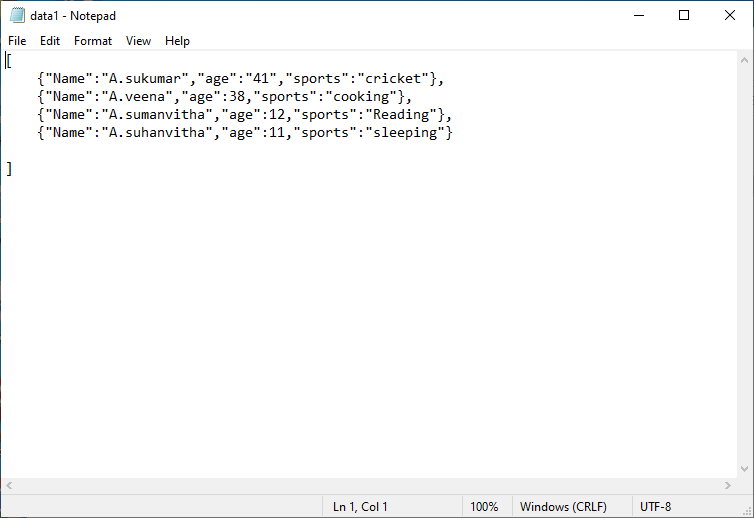 data1 - Notepad
File Edit Format View Help
[
{"Name":"A.sukumar","age":"41","sports":"cricket"},
{"Name":"A.veena","age":38,"sports":"cooking"},
{"Name":"A.sumanvitha","age":12,"sports":"Reading"},
{"Name":"A.suhanvitha","age":11,"sports":"sleeping"}
]
Ln 1, Col 1 100% Windows (CRLF) UTF-8